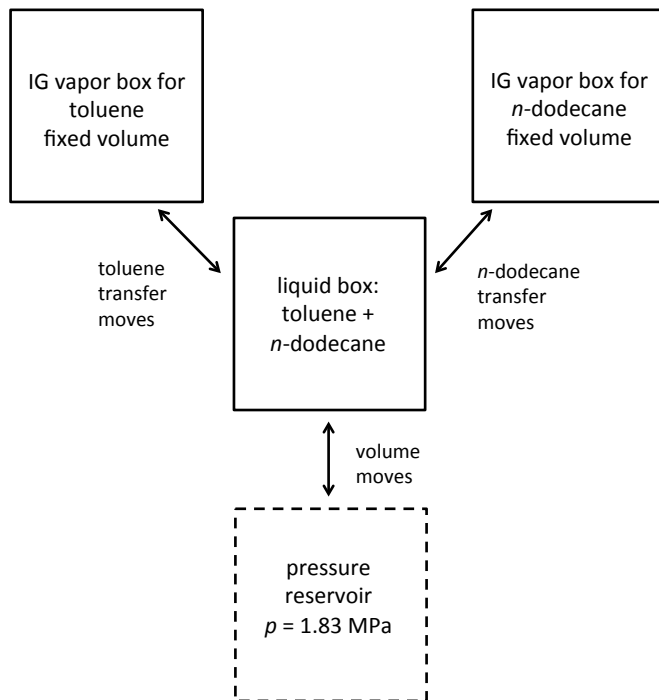 IG vapor box for
toluene
fixed volume
IG vapor box for
n-dodecane
fixed volume
toluene
transfer
moves
liquid box:
toluene +
n-dodecane
n-dodecane
transfer
moves
volume
moves
pressure
reservoir
p = 1.83 MPa